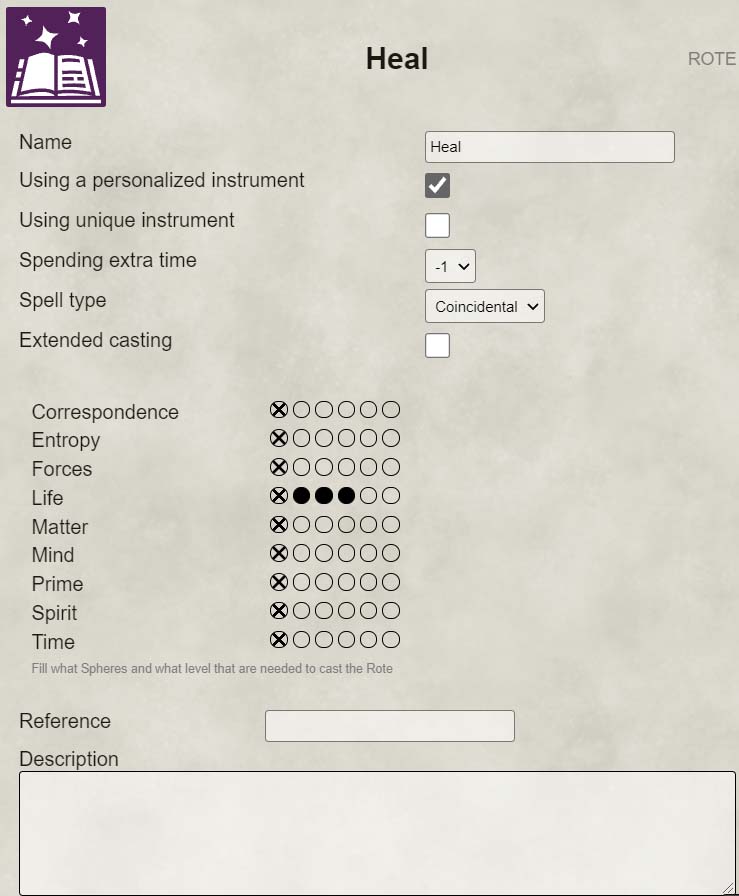 Heal
ROTE
Name
Heal
Using a personalized instrument
Using unique instrument
Spending extra time
-1
Spell type
Coincidental
Extended casting
Correspondence
Entropy
Forces
Life
Matter
Mind
Prime
Spirit
Time
Fill what Spheres and what level that are needed to cast the Rote
Reference
Description